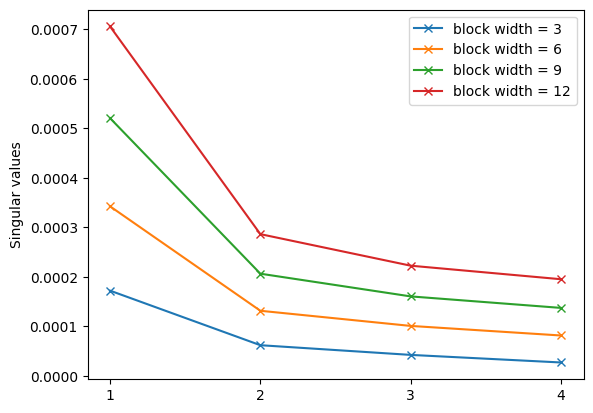 0.0007
0.0006
0.0005
0.0004
0.0003
0.0002
0.0001
0.0000
Singular values
block width = 3
block width = 6
block width = 9
block width = 12
1 2 3 4